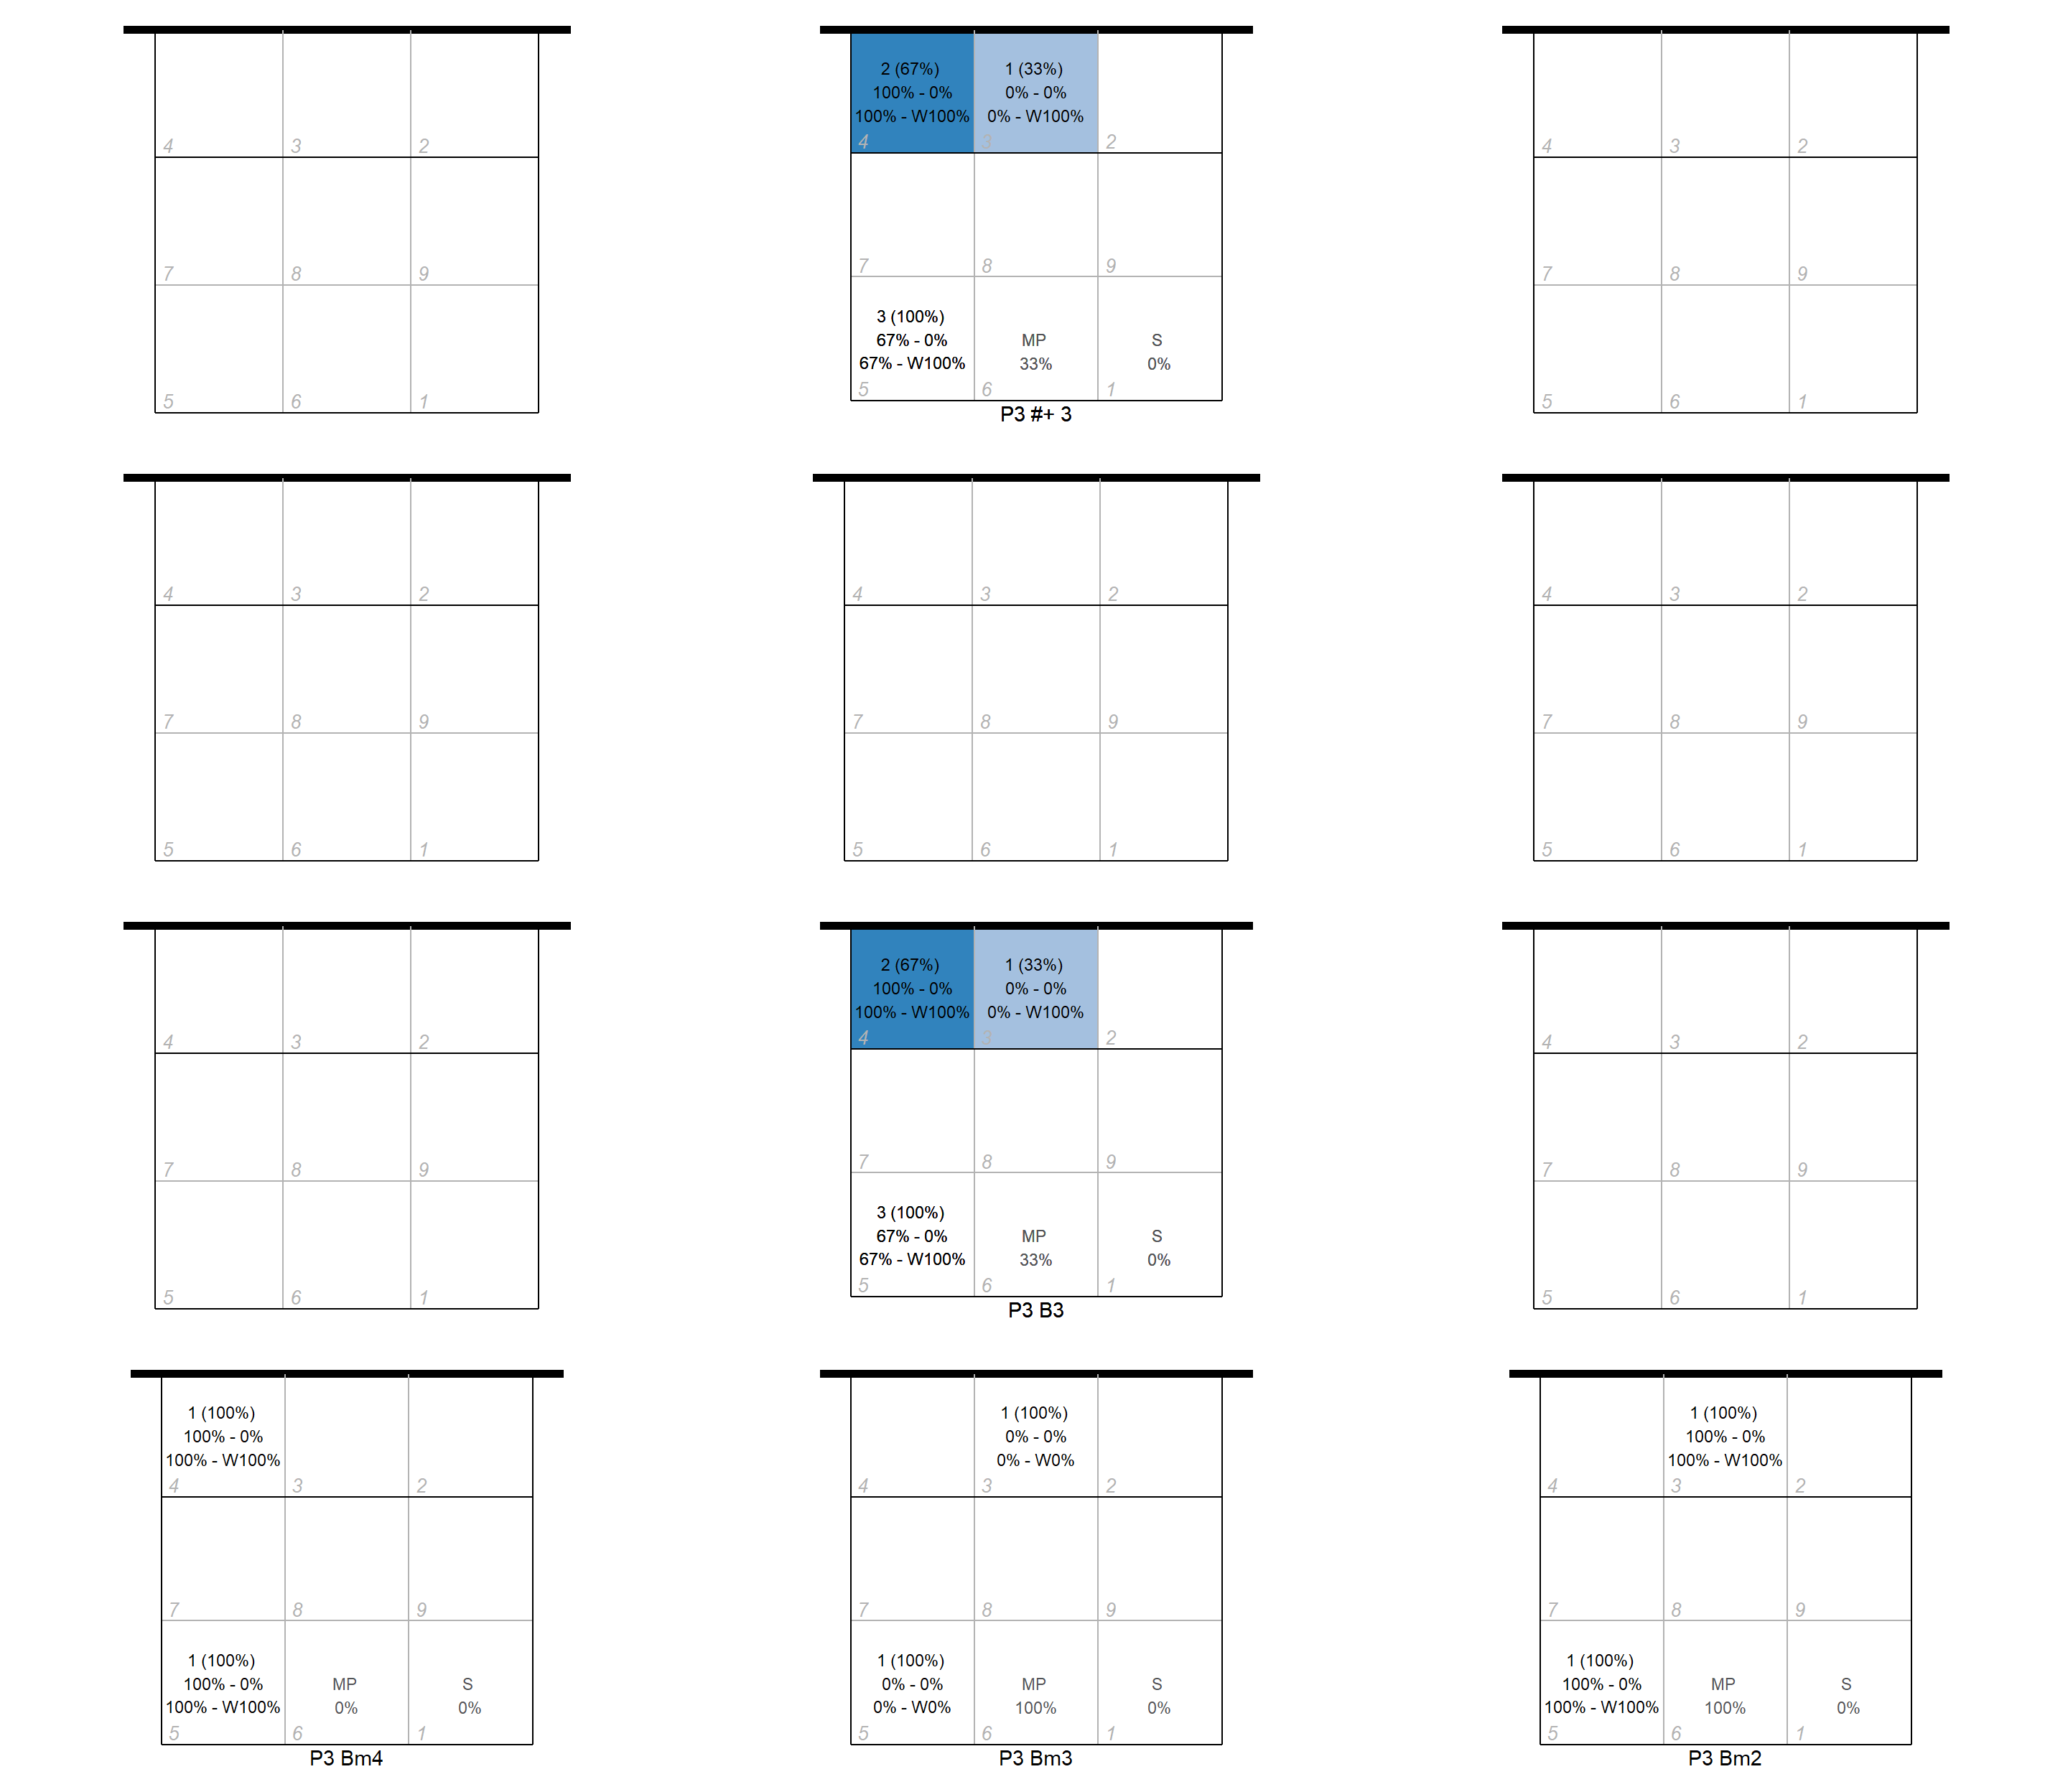 4 3 2
7 8 9
5 6 1
2 (67%) 1 (33%)
100% - 0% 0% - 0%
100% - W100% 0% - W100%
4 3 2
7 8 9
3 (100%)
67% - 0% MP S
67% - W100% 33% 0%
5 6 1
P3 #+ 3
4 3 2
7 8 9
5 6 1
4 3 2
7 8 9
5 6 1
4 3 2
7 8 9
5 6 1
4 3 2
7 8 9
5 6 1
4 3 2
7 8 9
5 6 1
2 (67%) 1 (33%)
100% - 0% 0% - 0%
100% - W100% 0% - W100%
4 3 2
7 8 9
3 (100%)
67% - 0% MP S
67% - W100% 33% 0%
5 6 1
P3 B3
4 3 2
7 8 9
5 6 1
1 (100%)
100% - 0%
100% - W100%
4 3 2
7 8 9
1 (100%)
100% - 0% MP S
100% - W100% 0% 0%
5 6 1
P3 Bm4
1 (100%)
0% - 0%
0% - W0%
4 3 2
7 8 9
1 (100%)
0% - 0% MP S
0% - W0% 100% 0%
5 6 1
P3 Bm3
1 (100%)
100% - 0%
100% - W100%
4 3 2
7 8 9
1 (100%)
100% - 0% MP S
100% - W100% 100% 0%
5 6 1
P3 Bm2